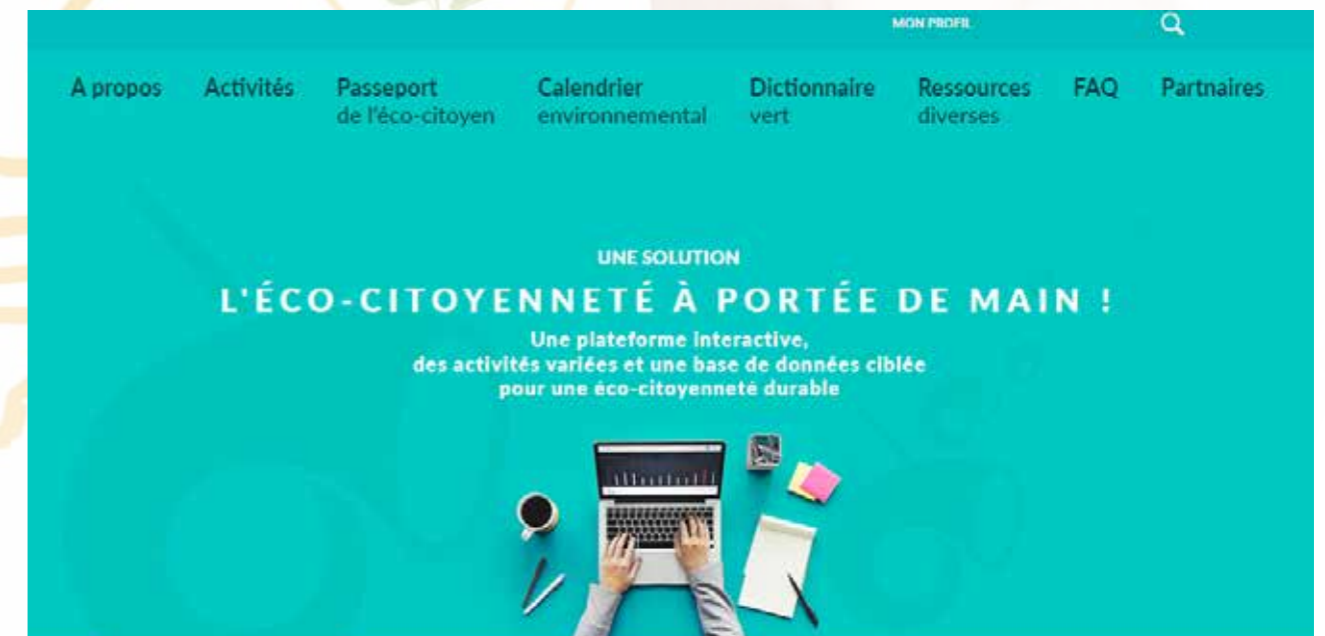 MON PROFIL
A propos Activités Passeport de l'éco-citoyen Calendrier environnemental Dictionnaire vert Ressources diverses FAQ Partnaires
UNE SOLUTION
L'ÉCO-CITOYENNETÉ À PORTÉE DE MAIN !
Une plateforme interactive,
des activités variées et une base de données ciblée
pour une éco-citoyenneté durable